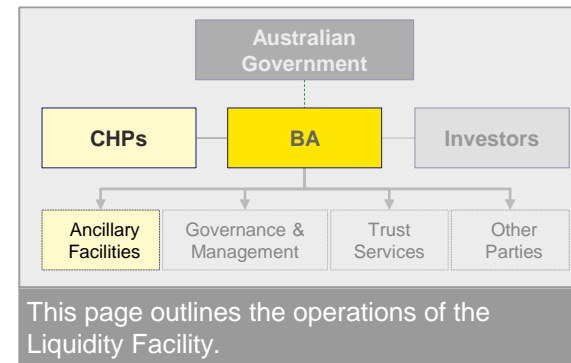 Australian
Government
CHPs
BA
Investors
Ancillary
Facilities
Governance &
Management
Trust
Services
Other
Parties
This page outlines the operations of the
Liquidity Facility.